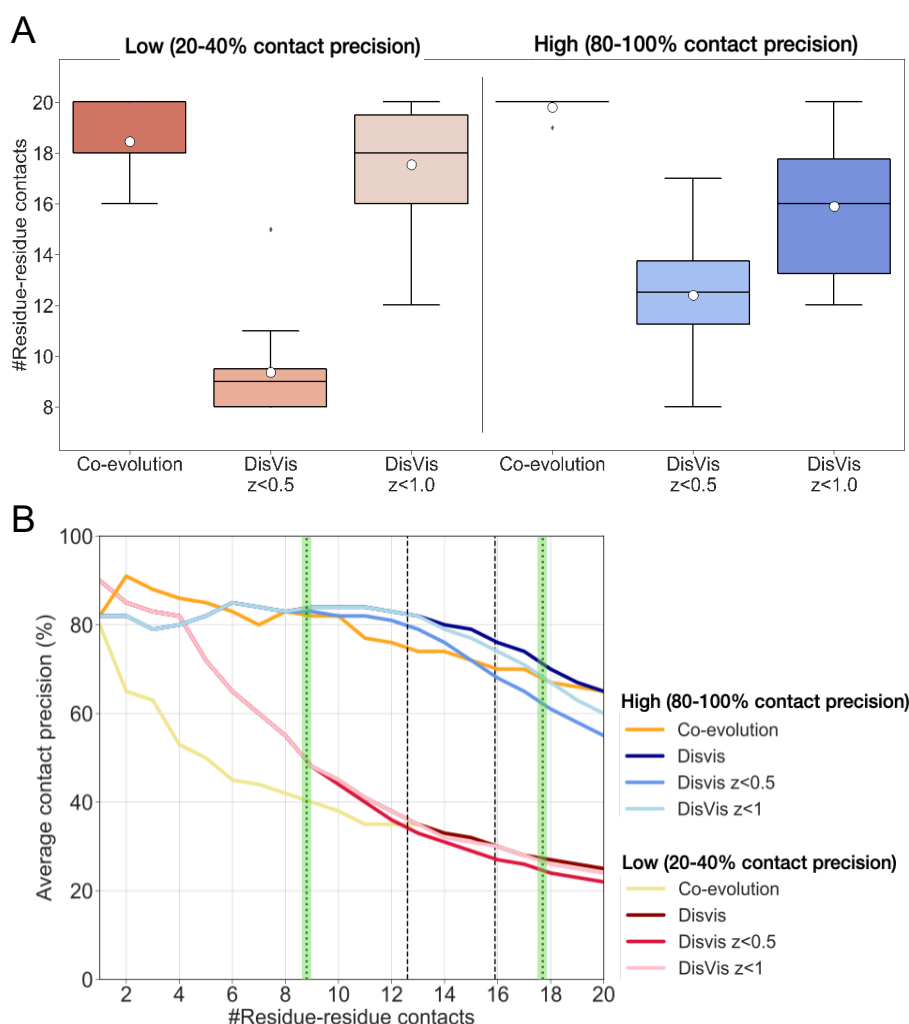 A
Low (20-40% contact precision)
High (80-100% contact precision)
#Residue-residue contacts
20
18
16
14
12
10
8
Co-evolution
DisVis
z<0.5
DisVis
z<1.0
Co-evolution
DisVis
z<0.5
DisVis
z<1.0
B
Average contact precision (%)
100
80
60
40
20
0
2 4 6 8 10 12 14 16 18 20
#Residue-residue contacts
High (80-100% contact precision)
Co-evolution
Disvis
Disvis z<0.5
DisVis z<1
Low (20-40% contact precision)
Co-evolution
Disvis
Disvis z<0.5
DisVis z<1